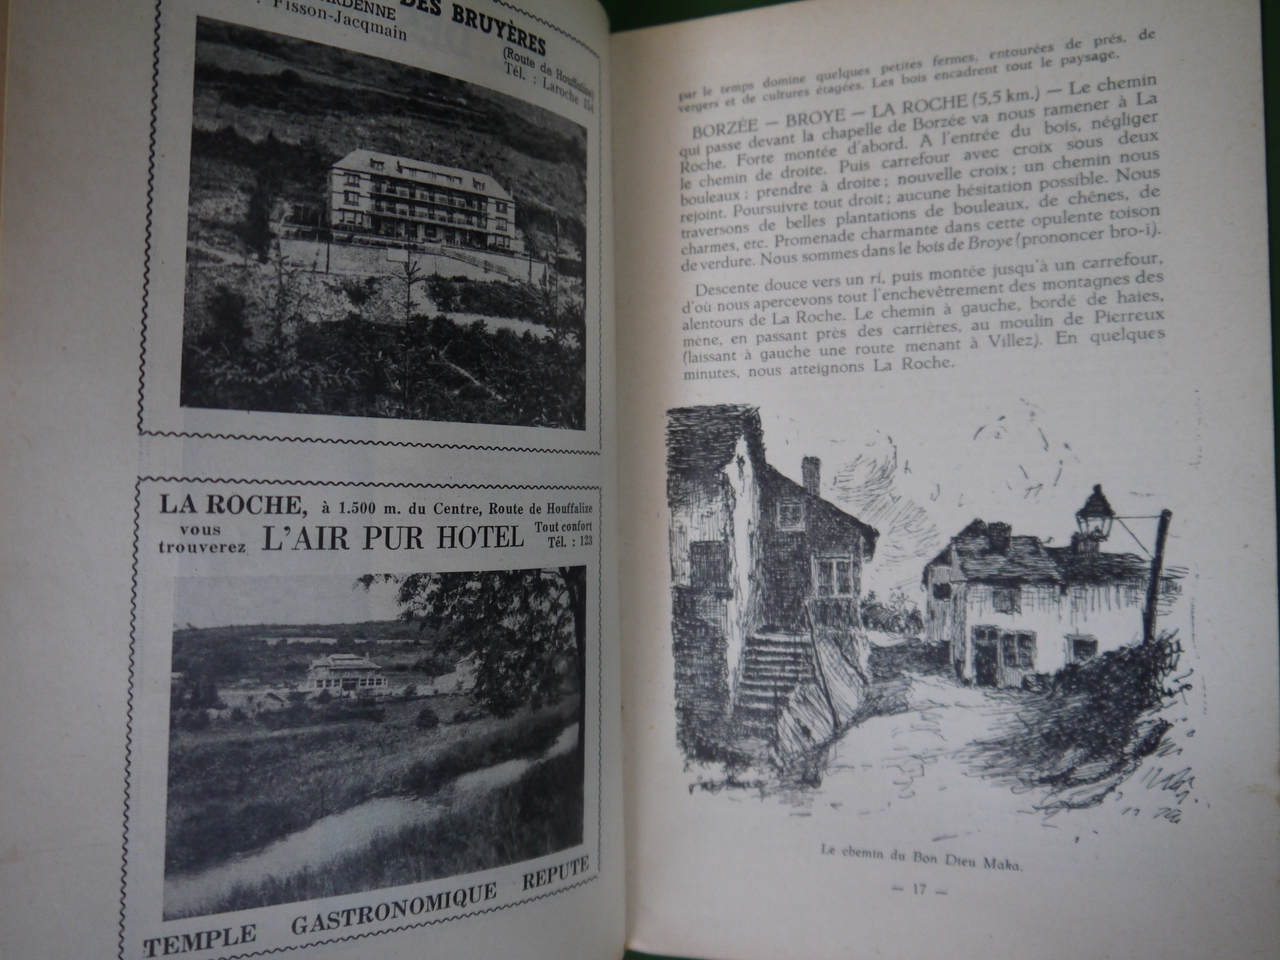 DES BRUYÈRES
ARDENNE
: Fisson-Jacqmain
(Route de Houffalize)
Tél. : Laroche
LA ROCHE, à 1.500 m. du Centre, Route de Houffalize
vous trouverez L'AIR PUR HOTEL Tout confort
Tél. : 123
TEMPLE GASTRONOMIQUE REPUTE
par le temps domine quelques petites fermes, entourées de prés, de
vergers et de cultures étagées. Les bois encadrent tout le paysage.
BORZÉE — BROYE — LA ROCHE (5,5 km.) — Le chemin
qui passe devant la chapelle de Borzée va nous ramener à La
Roche. Forte montée d'abord. A l'entrée du bois, négliger
le chemin de droite. Puis carrefour avec croix sous deux
bouleaux ; prendre à droite ; nouvelle croix ; un chemin nous
rejoint. Poursuivre tout droit ; aucune hésitation possible. Nous
traversons de belles plantations de bouleaux, de chênes, de
charmes, etc. Promenade charmante dans cette opulente toison
de verdure. Nous sommes dans le bois de Broye (prononcer bro-ï).
Descente douce vers un ri, puis montée jusqu'à un carrefour,
d'où nous apercevons tout l'enchevêtrement des montagnes des
alentours de La Roche. Le chemin à gauche, bordé de haies,
mène, en passant près des carrières, au moulin de Pierreux
(laissant à gauche une route menant à Villez). En quelques
minutes, nous atteignons La Roche.
Le chemin du Bon Dieu Maka.
— 17 —